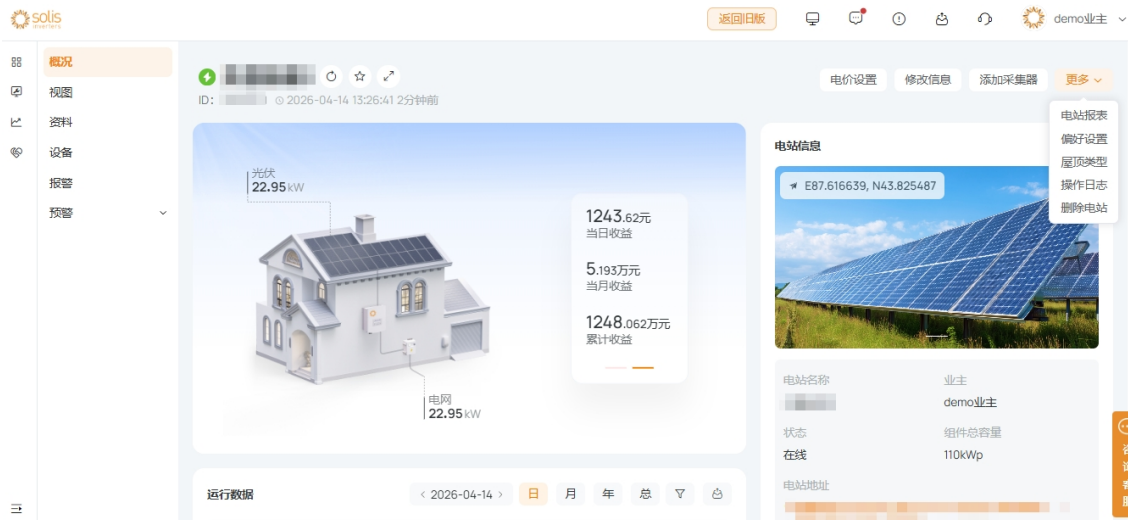 solis
inverters
返回旧版
demo业主
概况
视图
资料
设备
报警
预警
ID:
2026-04-14 13:26:41 2分钟前
电价设置
修改信息
添加采集器
更多
电站报表
偏好设置
屋顶类型
操作日志
删除电站
光伏
22.95kW
1243.62元
当日收益
5.193万元
当月收益
1248.062万元
累计收益
电网
22.95kW
电站信息
E87.616639, N43.825487
电站名称
业主
demo业主
状态
组件总容量
在线
110kWp
电站地址
运行数据
< 2026-04-14 >
日
月
年
总
咨
询
客
服